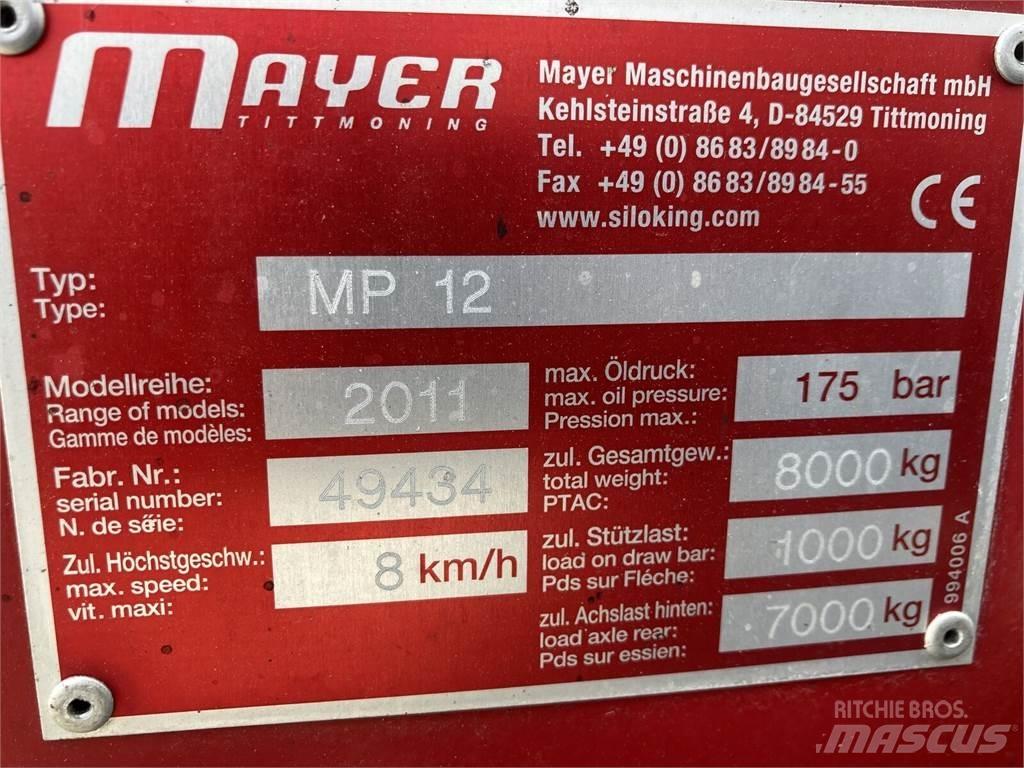 MAYER
TITTMONING
Mayer Maschinenbaugesellschaft mbH
Kehlsteinstraße 4, D-84529 Tittmoning
Tel. +49 (0) 86 83/89 84-0
Fax +49 (0) 86 83/89 84-55
www.siloking.com
CE
Typ:
Type:
MP 12
Modellreihe:
Range of models:
Gamme de modèles:
2011
Fabr. Nr.:
serial number:
N. de série:
49434
Zul. Höchstgeschw.:
max. speed:
vit. maxi:
8 km/h
max. Öldruck:
max. oil pressure:
Pression max.:
175 bar
zul. Gesamtgew.:
total weight:
PTAC:
8000 kg
zul. Stützlast:
load on draw bar:
Pds sur Fléche:
1000 kg
zul. Achslast hinten:
load axle rear:
Pds sur essien:
7000 kg
994006 A
RITCHIE BROS.
MASCUS